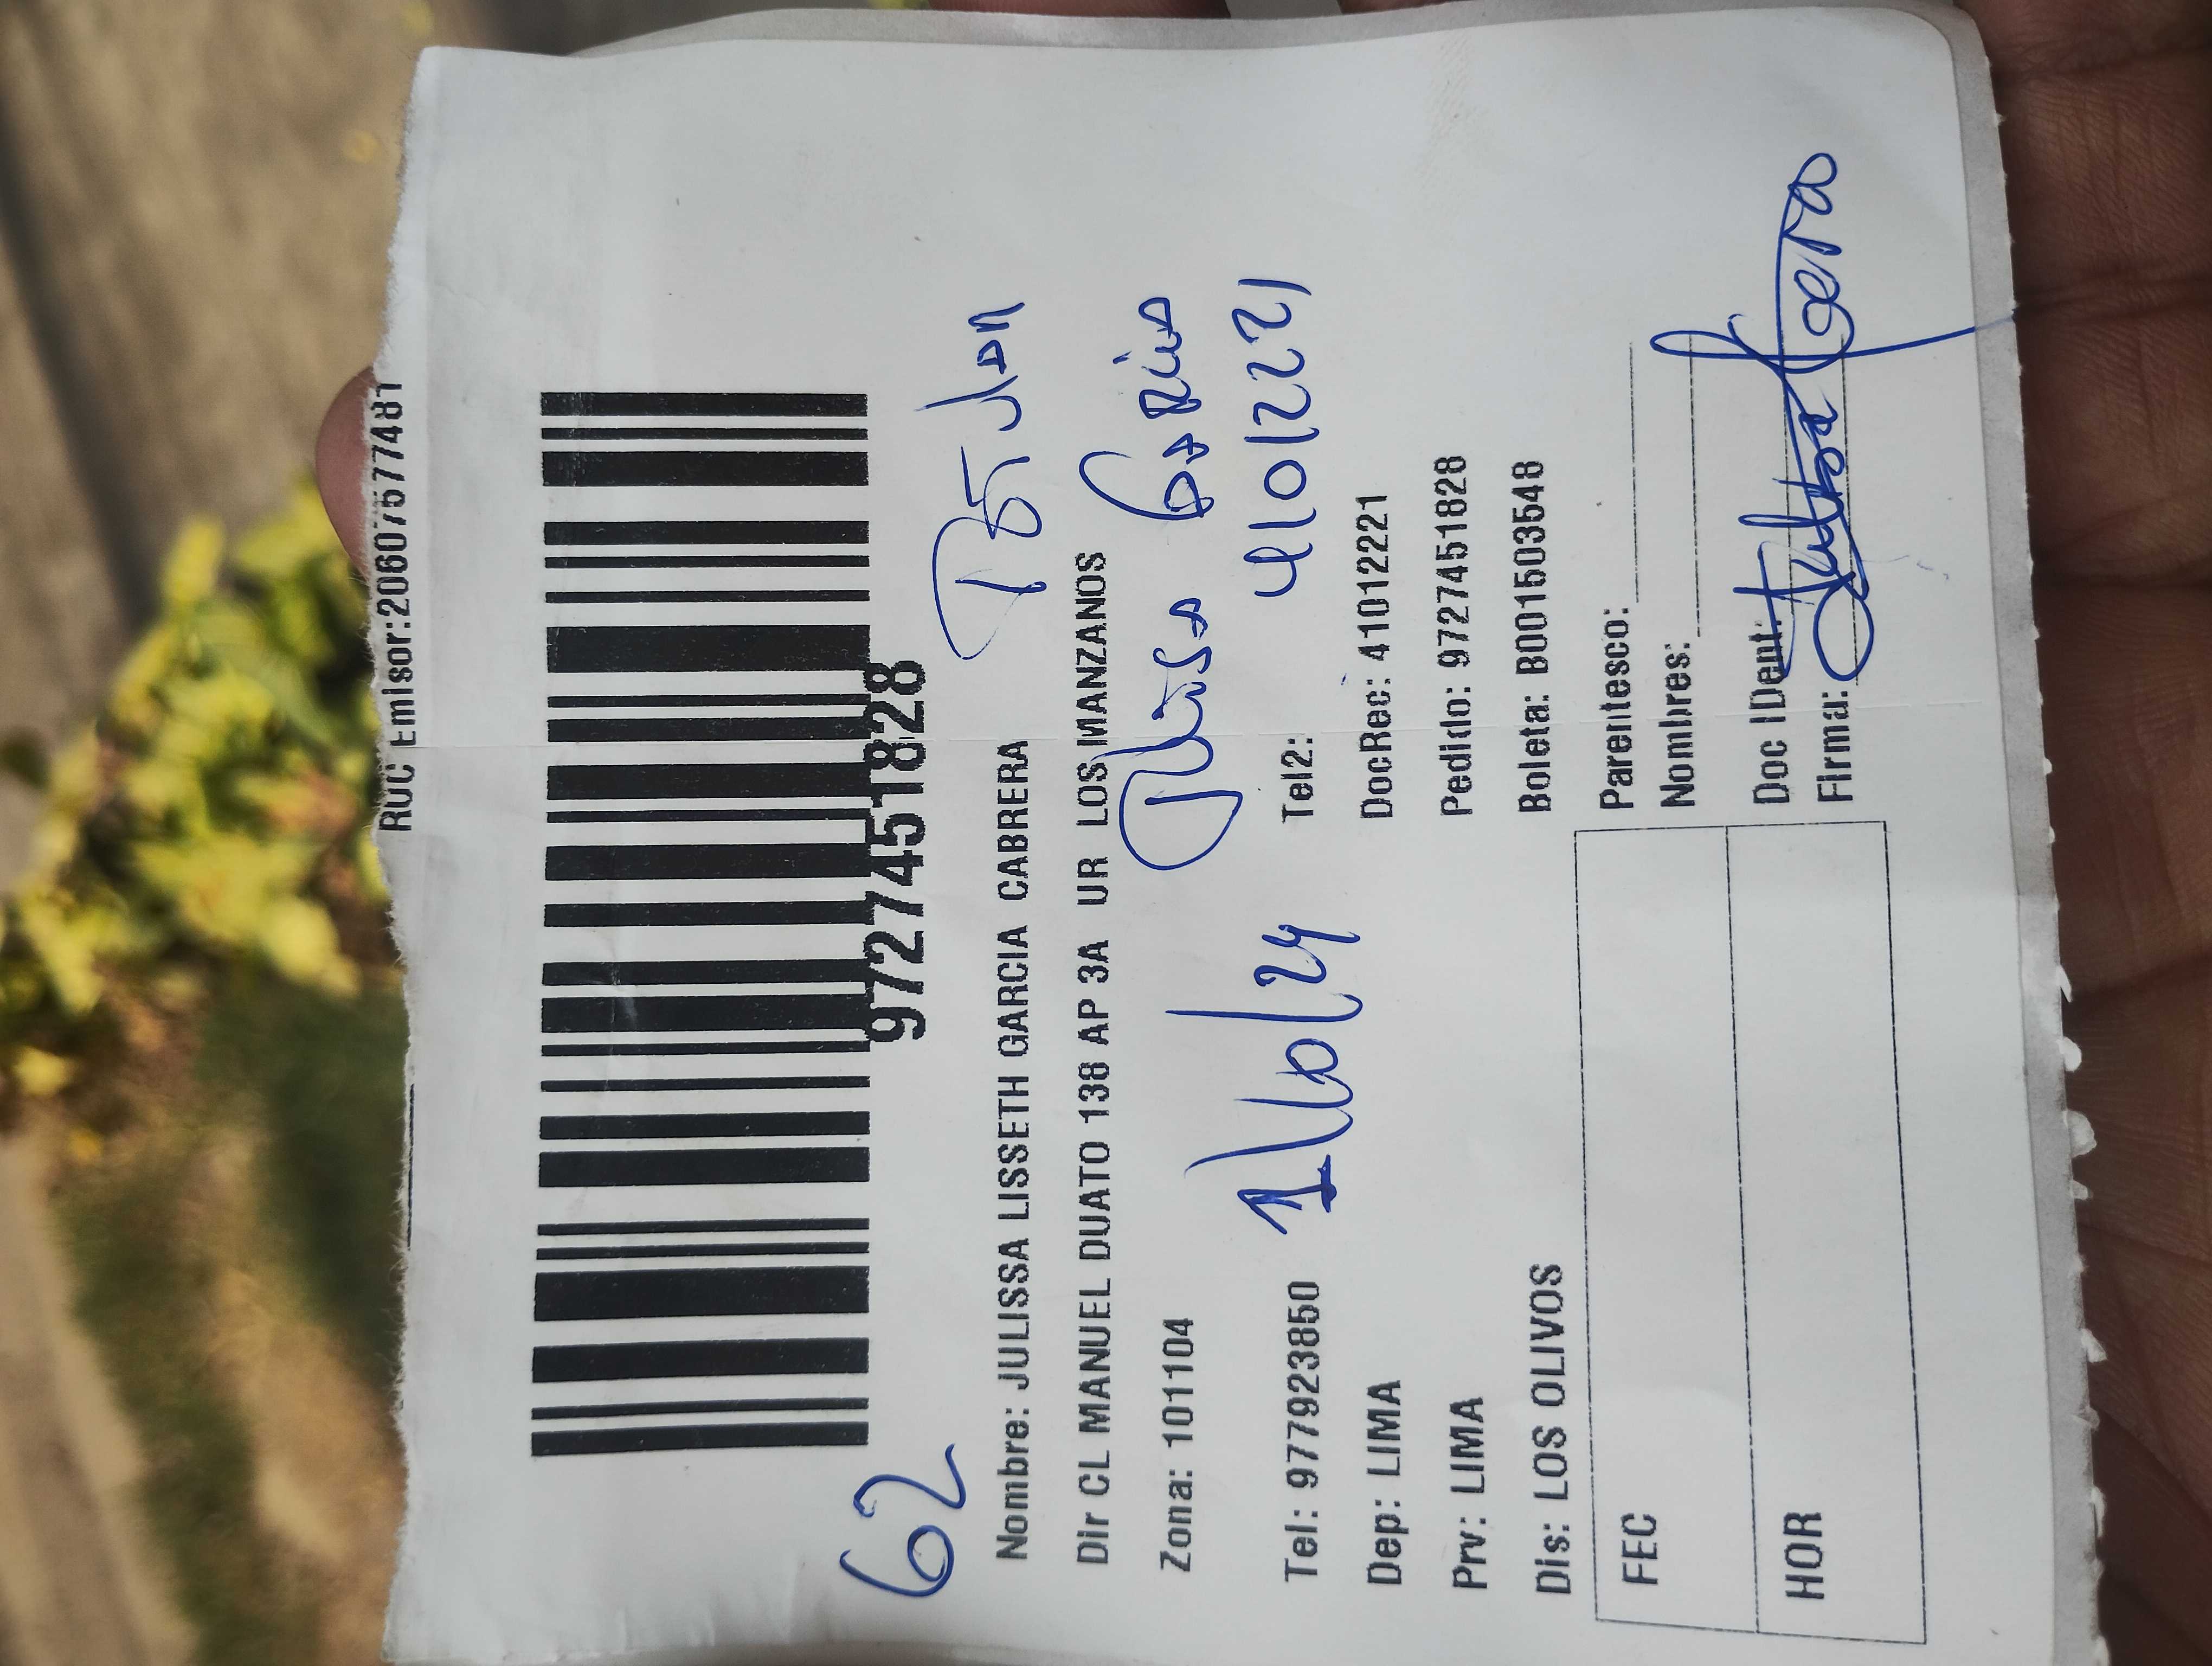 RUC Emisor:20607577481
9727451828
62
Nombre: JULISSA LISSETH GARCIA CABRERA
Dir CL MANUEL DUATO 138 AP 3A UR LOS MANZANOS
Zona: 101104
Tel: 977923850
Tel2:
41012221
Dep: LIMA
DocRec: 41012221
Prv: LIMA
Pedido: 9727451828
Dis: LOS OLIVOS
Boleta: B001503548
FEC
Parentesco:
Nombres:
HOR
Doc IDent:
Firma: